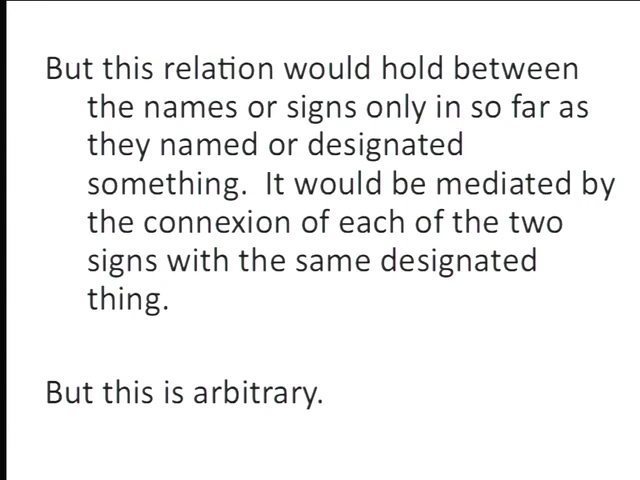 But this relation would hold between
the names or signs only in so far as
they named or designated
something.  It would be mediated by
the connexion of each of the two
signs with the same designated
thing.
But this is arbitrary.